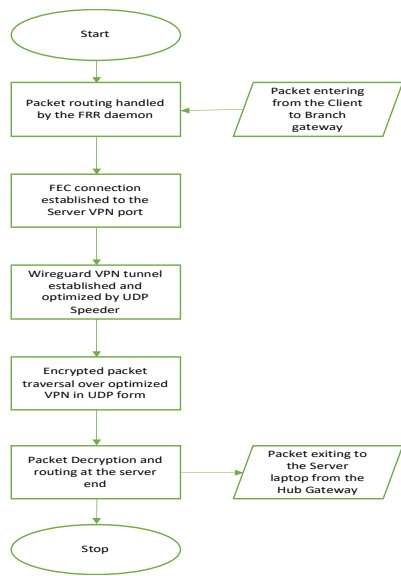 Start
Packet routing handled
by the FRR daemon
Packet entering
from the Client
to Branch
gateway
FEC connection
established to the
Server VPN port
Wireguard VPN tunnel
established and
optimized by UDP
Speeder
Encrypted packet
traversal over optimized
VPN in UDP form
Packet Decryption and
routing at the server
end
Packet exiting to
the Server
laptop from the
Hub Gateway
Stop